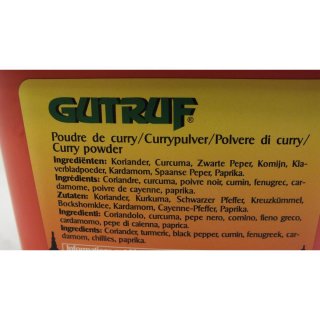 GUTRUF®
Poudre de curry/Currypulver/Polvere di curry/
Curry powder
Ingrediënten: Koriander, Curcuma, Zwarte Peper, Komijn, Kla-
verbladpoeder, Kardamom, Spaanse Peper, Paprika.
Ingrédients: Coriandre, curcuma, poivre noir, cumin, fenugrec, car-
damome, poivre de cayenne, paprika.
Zutaten: Koriander, Kurkuma, Schwarzer Pfeffer, Kreuzkümmel,
Bockshornklee, Kardamom, Cayenne-Pfeffer, Paprika.
Ingredienti: Coriandolo, curcuma, pepe nero, comino, fieno greco,
cardamomo, pepe di caienna, paprica.
Ingredients: Coriander, turmeric, black pepper, cumin, fenugreek, car-
damom, chillies, paprika.